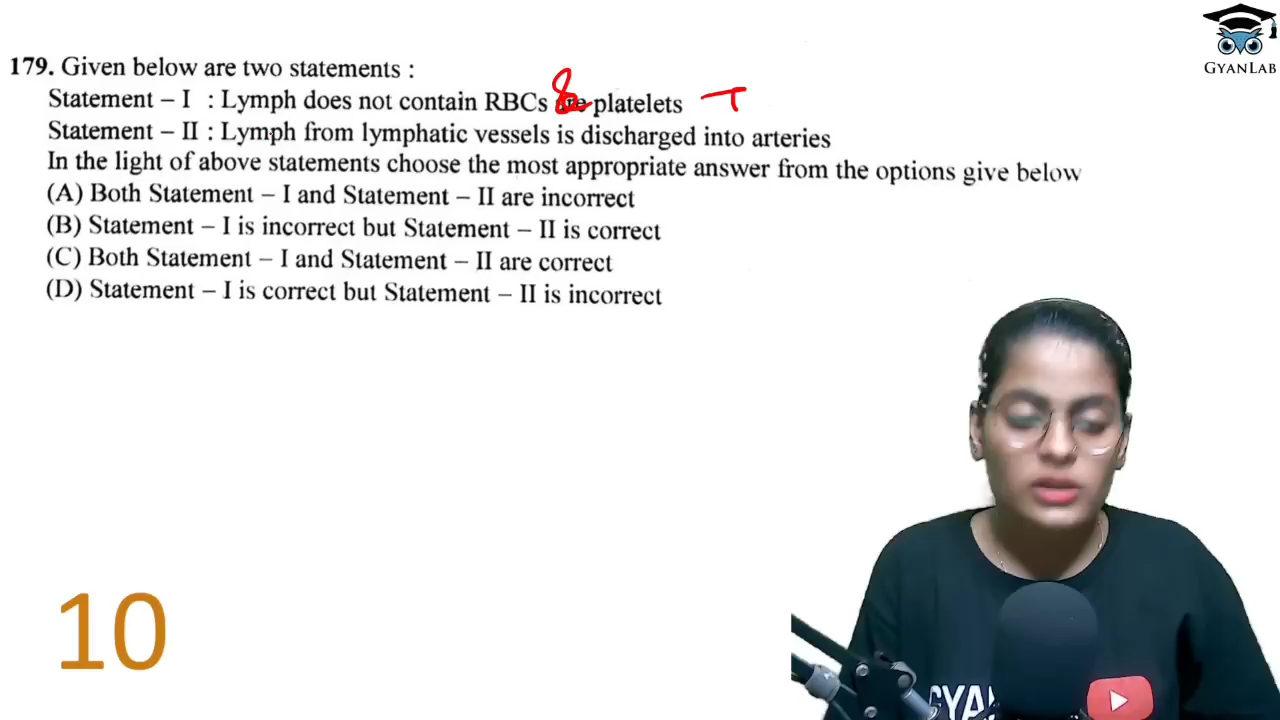 GYANLAB
179. Given below are two statements :
Statement – I : Lymph does not contain RBCs & are platelets T
Statement – II : Lymph from lymphatic vessels is discharged into arteries
In the light of above statements choose the most appropriate answer from the options give below
(A) Both Statement – I and Statement – II are incorrect
(B) Statement – I is incorrect but Statement – II is correct
(C) Both Statement – I and Statement – II are correct
(D) Statement – I is correct but Statement – II is incorrect
10